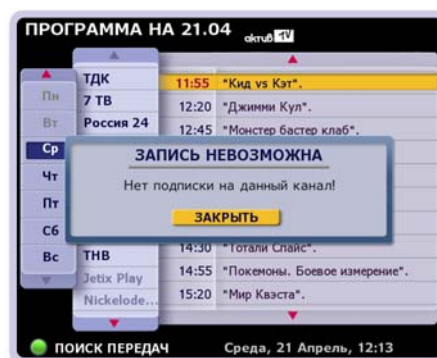 ПРОГРАММА НА 21.04 актив TV
Пн
Вт
Ср
Чт
Пт
Сб
Вс
ТДК
7 ТВ
Россия 24
ТНВ
Jetix Play
Nickelode...
11:55 "Кид vs Кэт".
12:20 "Джимми Кул".
12:45 "Монстер бастер клаб".
14:30 "Тотали Спайс".
14:55 "Покемоны. Боевое измерение".
15:20 "Мир Квэста".
ЗАПИСЬ НЕВОЗМОЖНА
Нет подписки на данный канал!
ЗАКРЫТЬ
ПОИСК ПЕРЕДАЧ Среда, 21 Апрель, 12:13